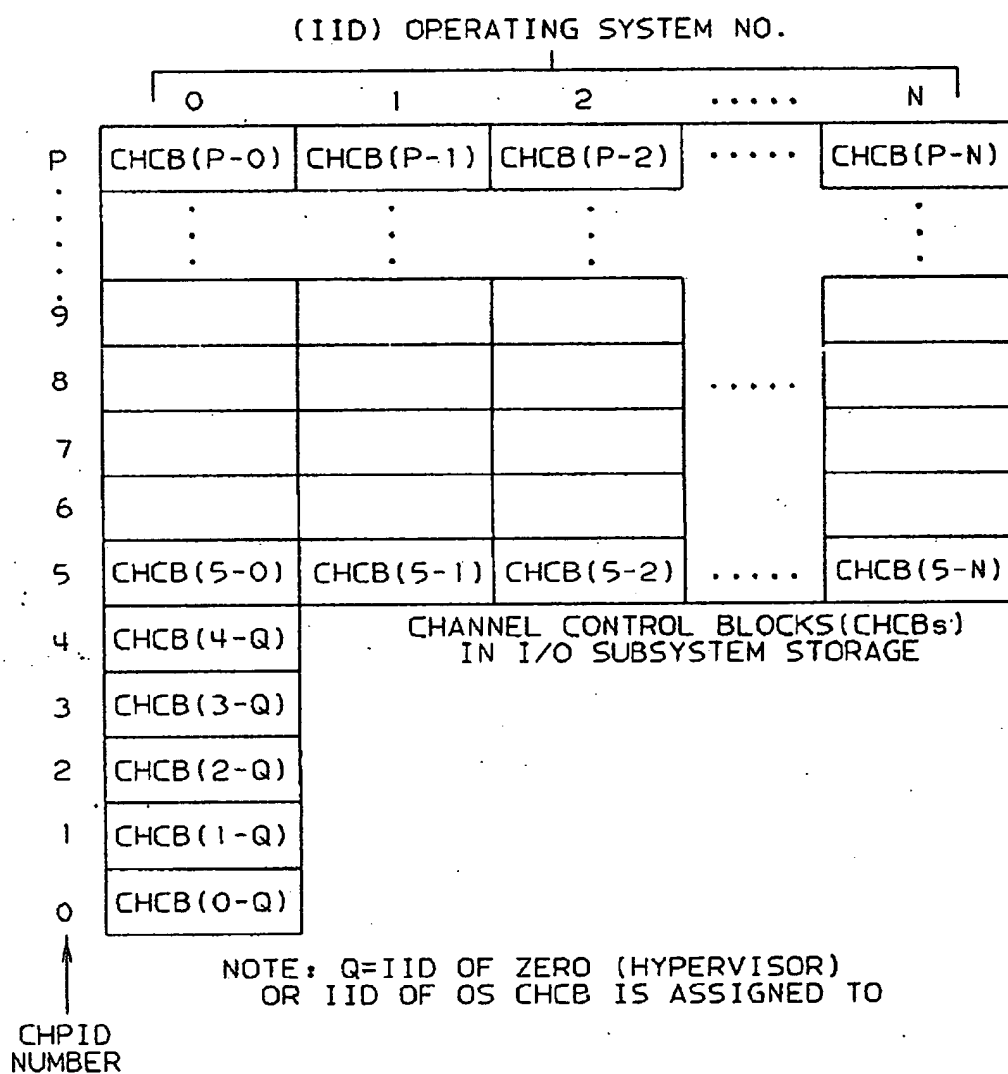 (IID) OPERATING SYSTEM NO.
0 1 2 ..... N
P CHCB(P-0) CHCB(P-1) CHCB(P-2) ..... CHCB(P-N)
9
8 .....
7
6
5 CHCB(5-0) CHCB(5-1) CHCB(5-2) ..... CHCB(5-N)
4 CHCB(4-Q) CHANNEL CONTROL BLOCKS(CHCBs)
IN I/O SUBSYSTEM STORAGE
3 CHCB(3-Q)
2 CHCB(2-Q)
1 CHCB(1-Q)
0 CHCB(0-Q)
NOTE: Q=IID OF ZERO (HYPERVISOR)
OR IID OF OS CHCB IS ASSIGNED TO
CHPID
NUMBER